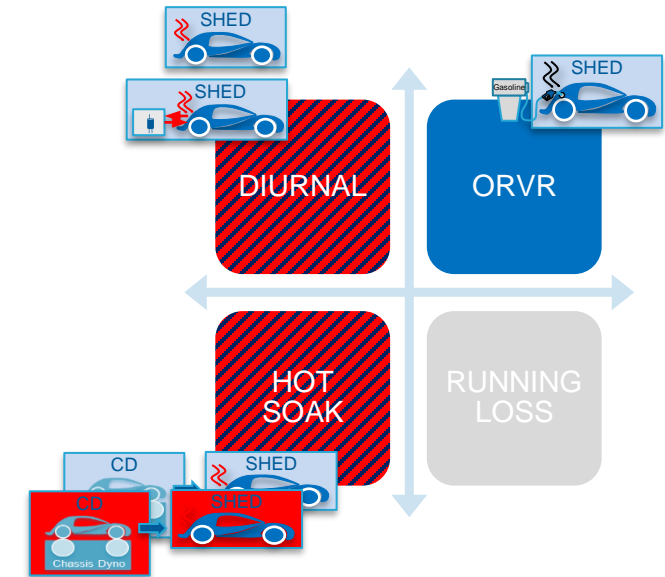 SHED
SHED
Gasoline
SHED
DIURNAL
ORVR
HOT
SOAK
RUNNING
LOSS
CD
SHED
CD
SHED
Chassis Dyno